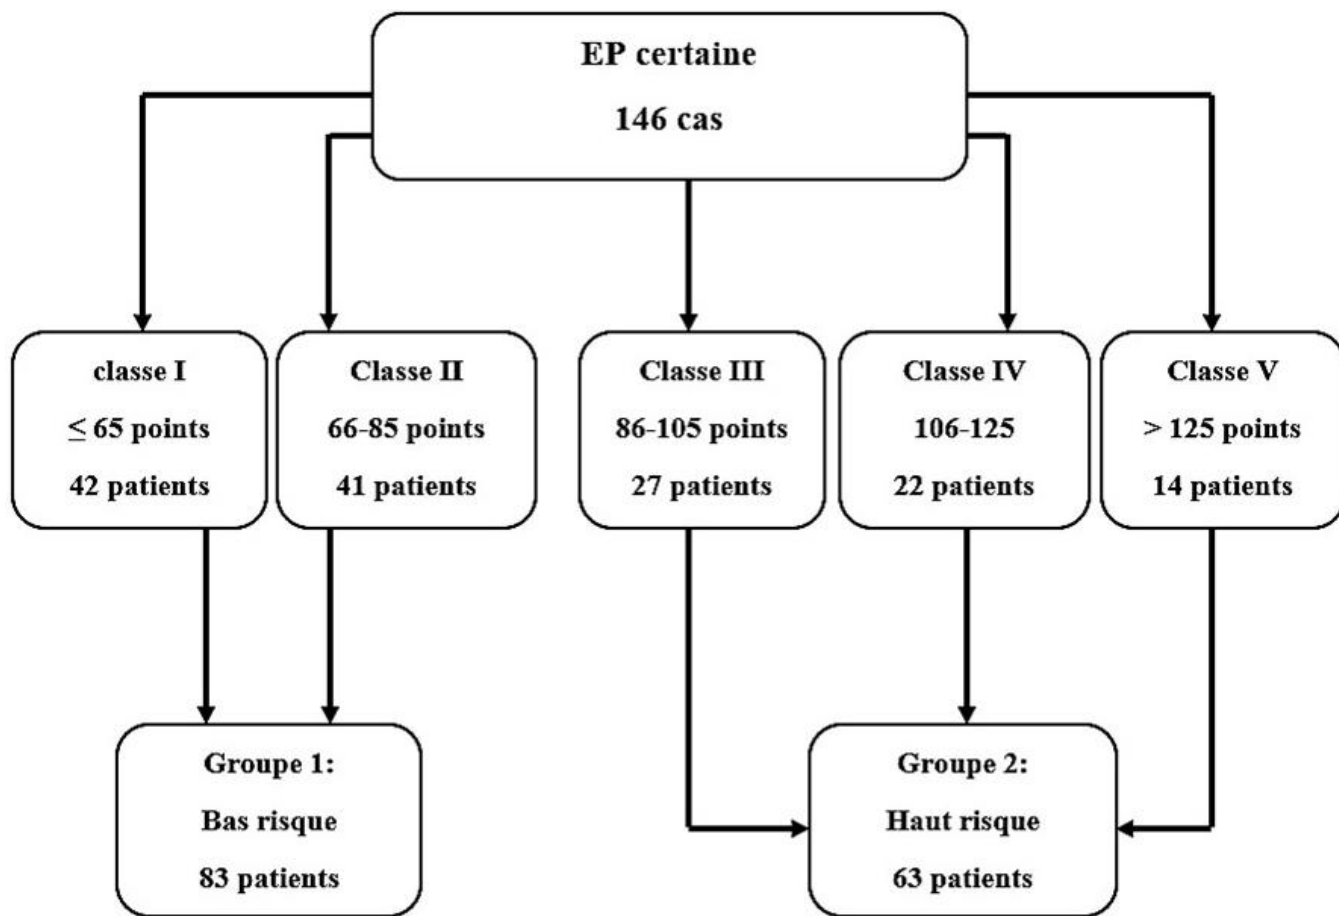 EP certaine
146 cas
classe I
≤ 65 points
42 patients
Classe II
66-85 points
41 patients
Classe III
86-105 points
27 patients
Classe IV
106-125
22 patients
Classe V
> 125 points
14 patients
Groupe 1:
Bas risque
83 patients
Groupe 2:
Haut risque
63 patients